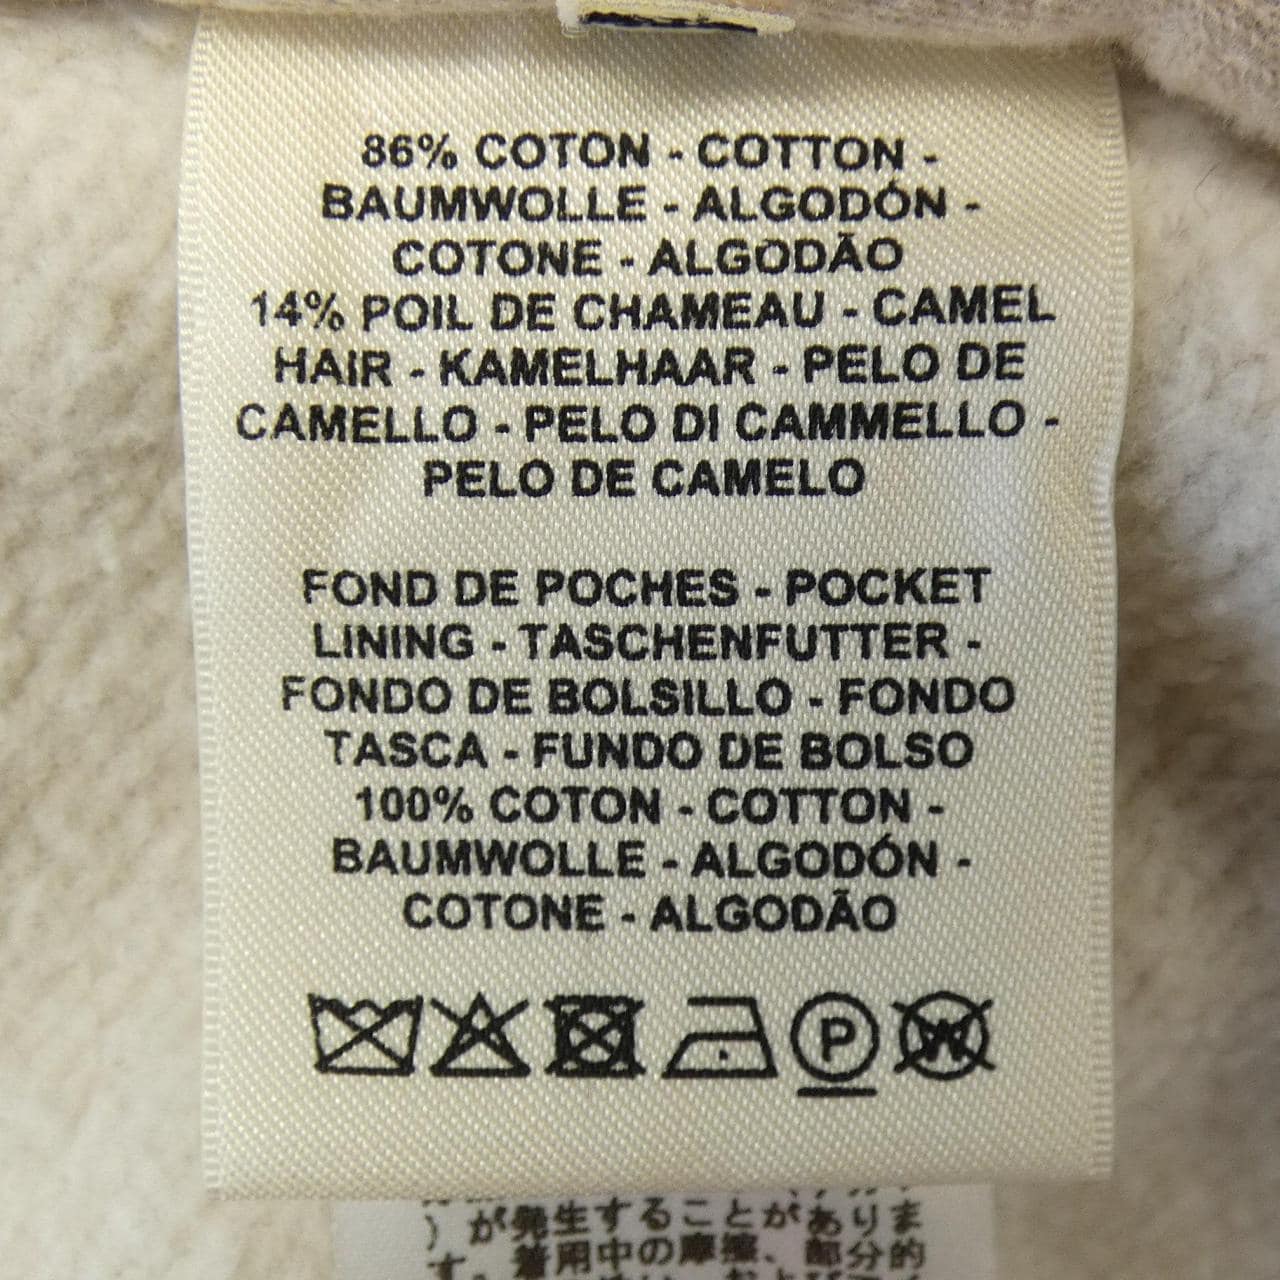 86% COTON - COTTON -
BAUMWOLLE - ALGODÓN -
COTONE - ALGODÃO
14% POIL DE CHAMEAU - CAMEL
HAIR - KAMELHAAR - PELO DE
CAMELLO - PELO DI CAMMELLO -
PELO DE CAMELO
FOND DE POCHES - POCKET
LINING - TASCHENFUTTER -
FONDO DE BOLSILLO - FONDO
TASCA - FUNDO DE BOLSO
100% COTON - COTTON -
BAUMWOLLE - ALGODÓN -
COTONE - ALGODÃO
P W
)が発生することがありま
す。着用中の摩擦、部分的